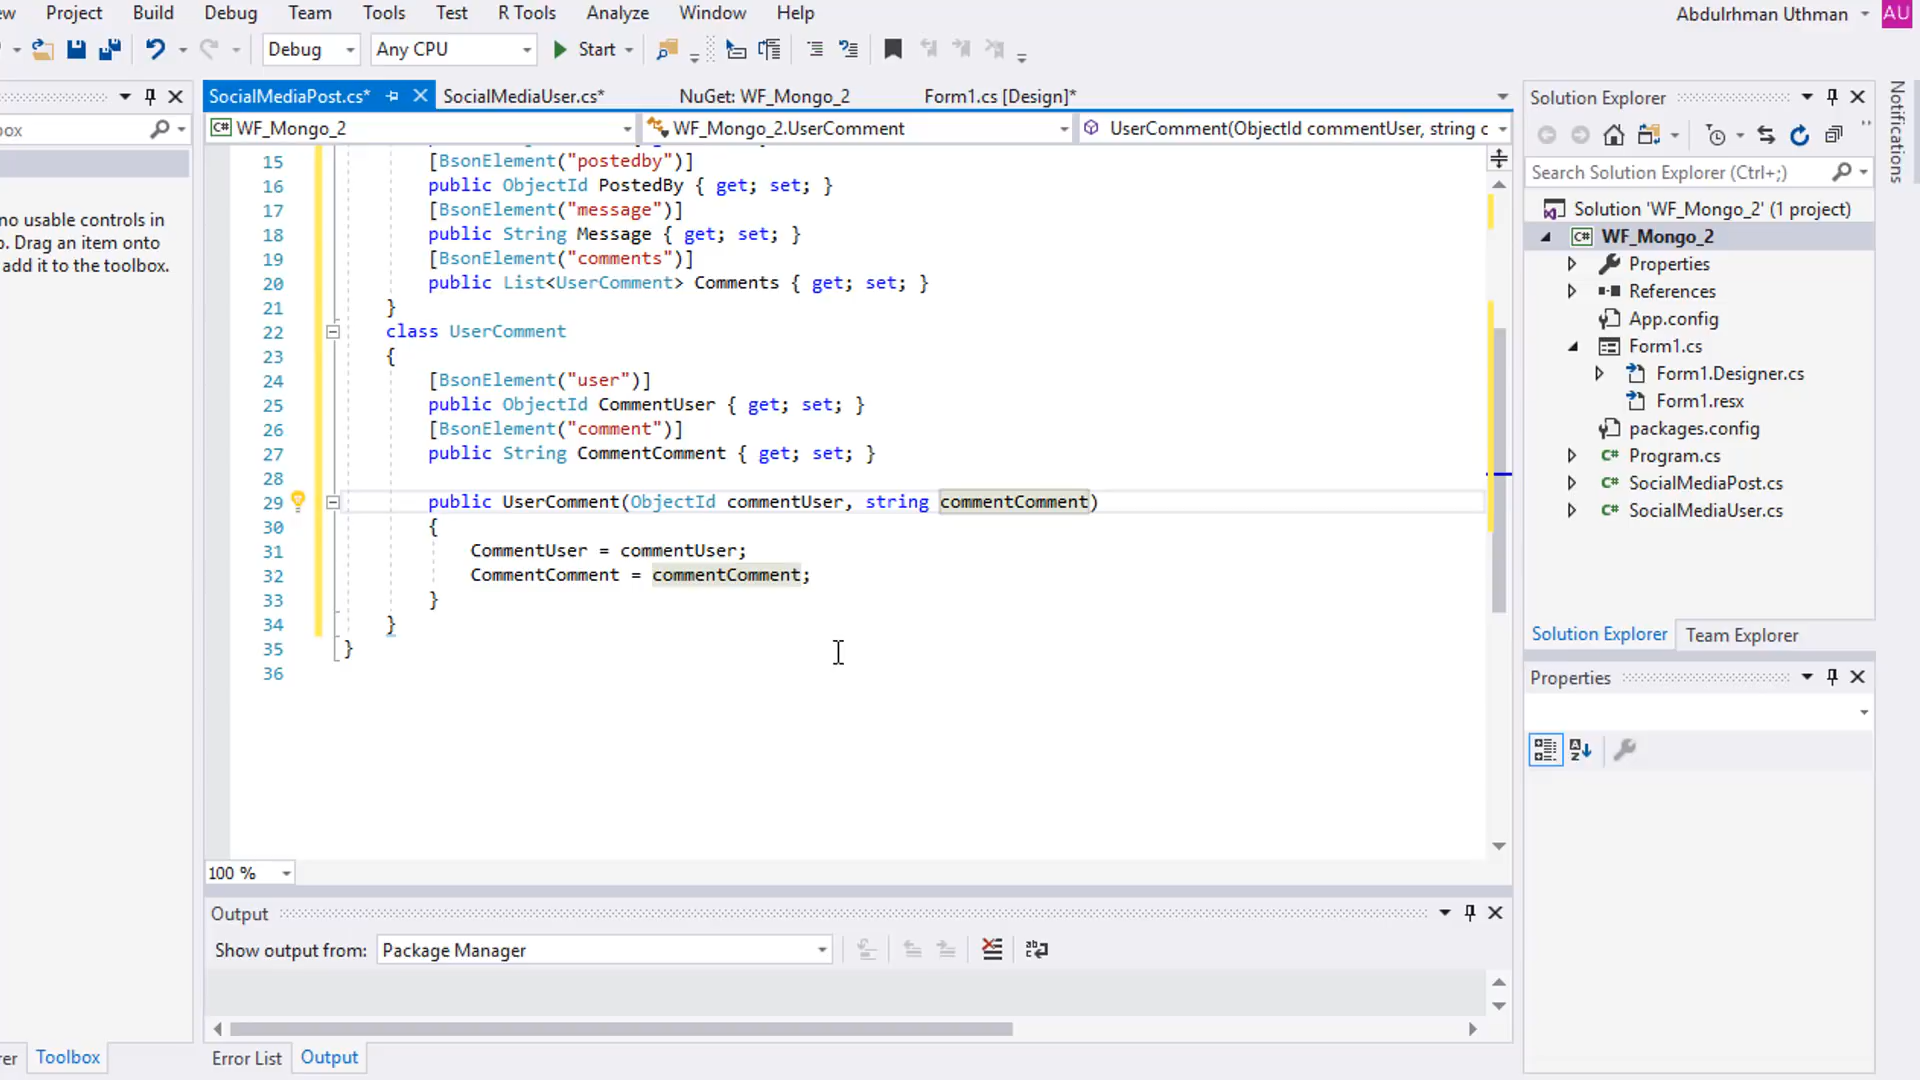 ew Project Build Debug Team Tools Test R Tools Analyze Window Help
Abdulrhman Uthman AU
Debug Any CPU Start
SocialMediaPost.cs* SocialMediaUser.cs* NuGet: WF_Mongo_2 Form1.cs [Design]*
C# WF_Mongo_2 WF_Mongo_2.UserComment UserComment(ObjectId commentUser, string c
box
no usable controls in
o. Drag an item onto
add it to the toolbox.
15 [BsonElement("postedby")]
16 public ObjectId PostedBy { get; set; }
17 [BsonElement("message")]
18 public String Message { get; set; }
19 [BsonElement("comments")]
20 public List<UserComment> Comments { get; set; }
21 }
22 class UserComment
23 {
24 [BsonElement("user")]
25 public ObjectId CommentUser { get; set; }
26 [BsonElement("comment")]
27 public String CommentComment { get; set; }
28
29 public UserComment(ObjectId commentUser, string commentComment)
30 {
31 CommentUser = commentUser;
32 CommentComment = commentComment;
33 }
34 }
35 }
36
100 %
Output
Show output from: Package Manager
er Toolbox
Error List Output
Solution Explorer
Search Solution Explorer (Ctrl+;)
Solution 'WF_Mongo_2' (1 project)
C# WF_Mongo_2
Properties
References
App.config
Form1.cs
Form1.Designer.cs
Form1.resx
packages.config
C# Program.cs
C# SocialMediaPost.cs
C# SocialMediaUser.cs
Solution Explorer Team Explorer
Properties
Notifications